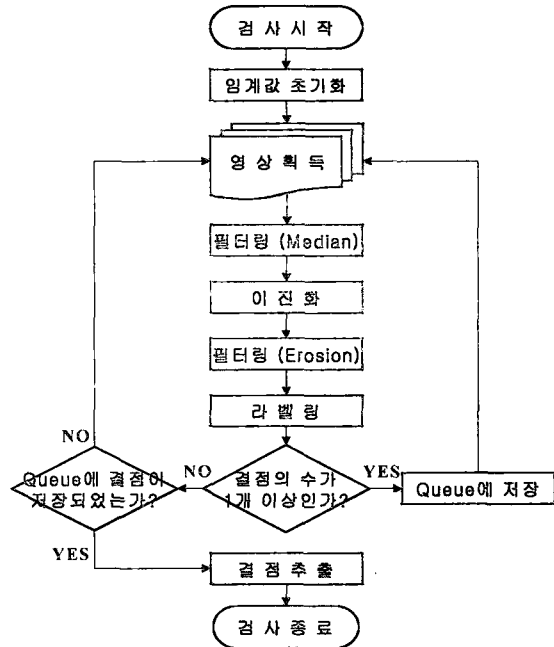 검 사 시 작
임계값 초기화
영 상 획 득
필터링 (Median)
이 진 화
필터링 (Erosion)
라 벨 링
NO
Queue에 결점이
저장되었는가?
NO
결점의 수가
1개 이상인가?
YES
Queue에 저장
YES
결 점 추 출
검 사 종 료